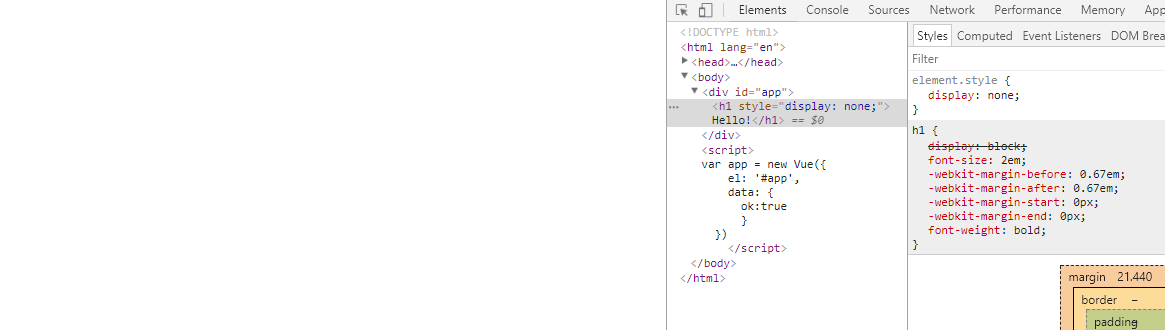 Elements Console Sources Network Performance Memory App
<!DOCTYPE html>
<html lang="en">
<head>…</head>
<body>
<div id="app">
<h1 style="display: none;">
Hello!</h1> == $0
</div>
<script>
var app = new Vue({
el: '#app',
data: {
ok:true
}
})
</script>
</body>
</html>
Styles Computed Event Listeners DOM Brea
Filter
element.style {
display: none;
}
h1 {
display: block;
font-size: 2em;
-webkit-margin-before: 0.67em;
-webkit-margin-after: 0.67em;
-webkit-margin-start: 0px;
-webkit-margin-end: 0px;
font-weight: bold;
}
margin 21.440
border –
padding-